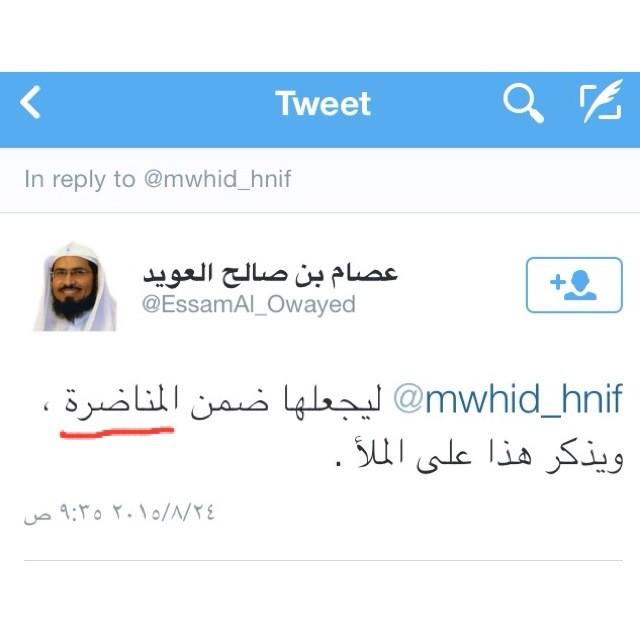 Tweet
In reply to @mwhid_hnif
عصام بن صالح العويد
@EssamAl_Owayed
@mwhid_hnif ليجعلها ضمن المناضرة ،
ويذكر هذا على الملأ .
٢٠١٥/٨/٢٤ ٩:٣٥ ص